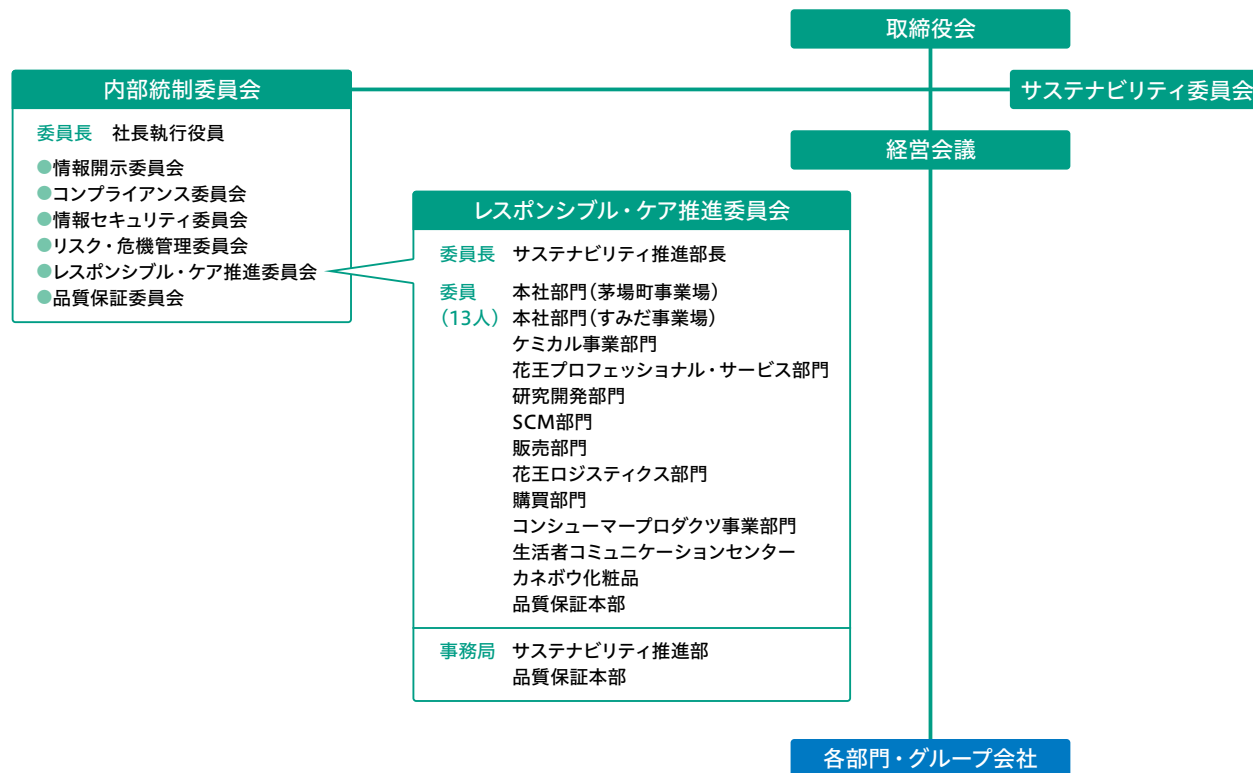 取締役会
内部統制委員会
サステナビリティ委員会
委員長 社長執行役員
●情報開示委員会
●コンプライアンス委員会
●情報セキュリティ委員会
●リスク・危機管理委員会
●レスポンシブル・ケア推進委員会
●品質保証委員会
経営会議
レスポンシブル・ケア推進委員会
委員長 サステナビリティ推進部長
委員 本社部門(茅場町事業場)
(13人) 本社部門(すみだ事業場)
ケミカル事業部門
花王プロフェッショナル・サービス部門
研究開発部門
SCM部門
販売部門
花王ロジスティクス部門
購買部門
コンシューマープロダクツ事業部門
生活者コミュニケーションセンター
カネボウ化粧品
品質保証本部
事務局 サステナビリティ推進部
品質保証本部
各部門・グループ会社